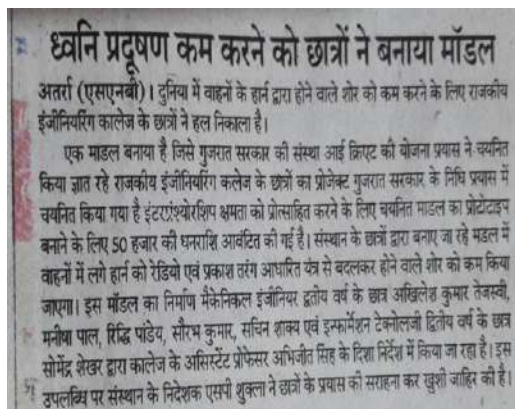 ध्वनि प्रदूषण कम करने को छात्रों ने बनाया मॉडल
अतर्रा (एसएनबी)। दुनिया में वाहनों के हार्न द्वारा होने वाले शोर को कम करने के लिए राजकीय
इंजीनियरिंग कालेज के छात्रों ने हल निकाला है।
एक माडल बनाया है जिसे गुजरात सरकार की संस्था आई क्रिएट की योजना प्रयास ने चयनित
किया ज्ञात रहे राजकीय इंजीनियरिंग कलेज के छात्रों का प्रोजेक्ट गुजरात सरकार के निधि प्रयास में
चयनित किया गया है इंटरप्रेंश्योरशिप क्षमता को प्रोत्साहित करने के लिए चयनित माडल का प्रोटोटाइप
बनाने के लिए 50 हजार की धनराशि आवंटित की गई है। संस्थान के छात्रों द्वारा बनाए जा रहे मडल में
वाहनों में लगे हार्न को रेडियो एवं प्रकाश तरंग आधारित यंत्र से बदलकर होने वाले शोर को कम किया
जाएगा। इस मॉडल का निर्माण मैकेनिकल इंजीनियर द्वतीय वर्ष के छात्र अखिलेश कुमार तेजस्वी,
मनीषा पाल, रिद्धि पांडेय, सौरभ कुमार, सचिन शाक्य एवं इन्फार्मेशन टेक्नोलजी द्वितीय वर्ष के छात्र
सोमेंद्र शेखर द्वारा कालेज के असिस्टेंट प्रोफेसर अभिजीत सिंह के दिशा निर्देश में किया जा रहा है। इस
उपलब्धि पर संस्थान के निदेशक एसपी शुक्ला ने छात्रों के प्रयास की सराहना कर खुशी जाहिर की है।